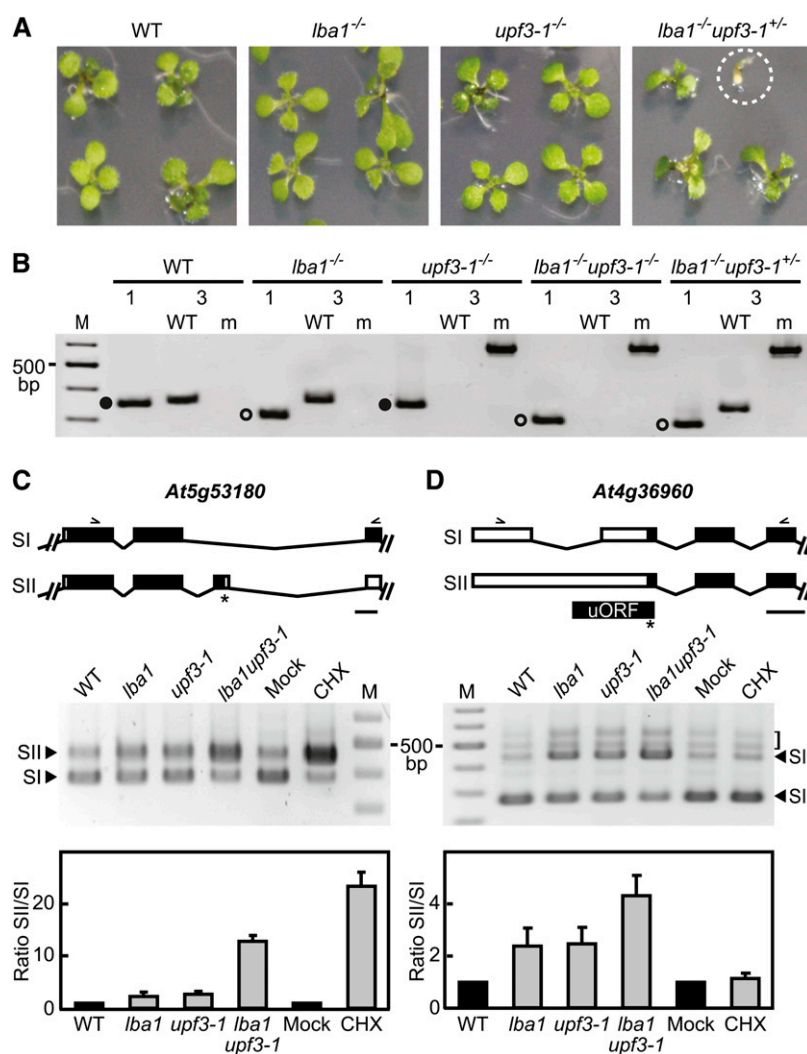 A
WT
lba1-/-
upf3-1-/-
lba1-/-upf3-1+/-
B
WT lba1-/- upf3-1-/- lba1-/-upf3-1-/- lba1-/-upf3-1+/-
1 3 1 3 1 3 1 3 1 3
M WT m WT m WT m WT m WT m
500
bp
C
At5g53180
SI
SII
*
WT lba1 upf3-1 lba1upf3-1 Mock CHX M
SII
SI
Ratio SII/SI
20
10
0
WT lba1 upf3-1 lba1 upf3-1 Mock CHX
D
At4g36960
SI
SII
uORF
*
M WT lba1 upf3-1 lba1upf3-1 Mock CHX
500
bp
SI
SI
Ratio SII/SI
4
2
0
WT lba1 upf3-1 lba1 upf3-1 Mock CHX